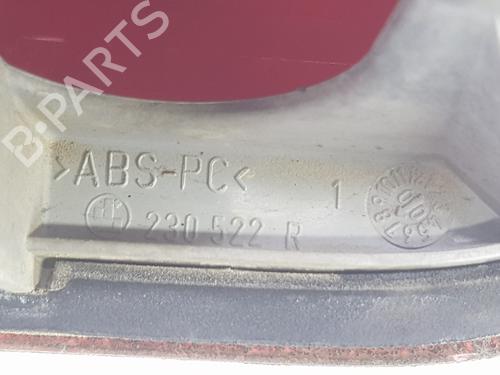 B-PARTS
>ABS-PC<
1
230 522 R